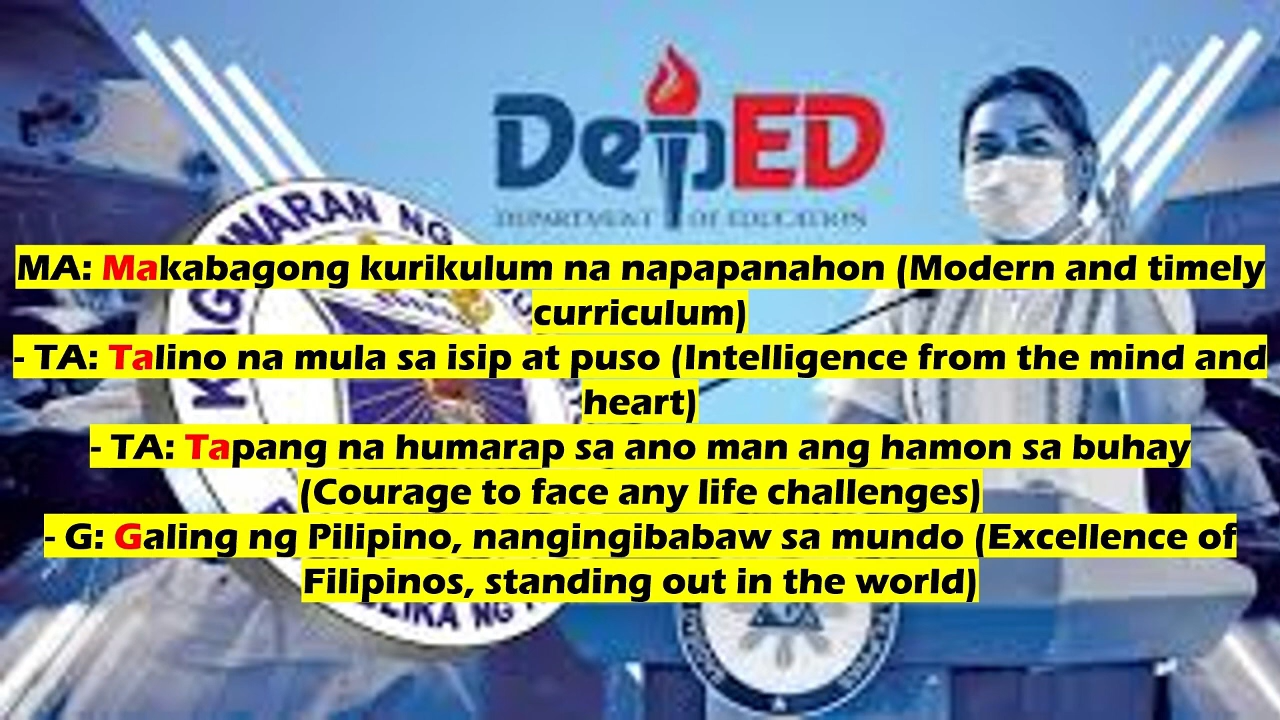 DepED
DEPARTMENT OF EDUCATION
KAGAWARAN NG
MA: Makabagong kurikulum na napapanahon (Modern and timely
curriculum)
- TA: Talino na mula sa isip at puso (Intelligence from the mind and
heart)
- TA: Tapang na humarap sa ano man ang hamon sa buhay
(Courage to face any life challenges)
- G: Galing ng Pilipino, nangingibabaw sa mundo (Excellence of
Filipinos, standing out in the world)